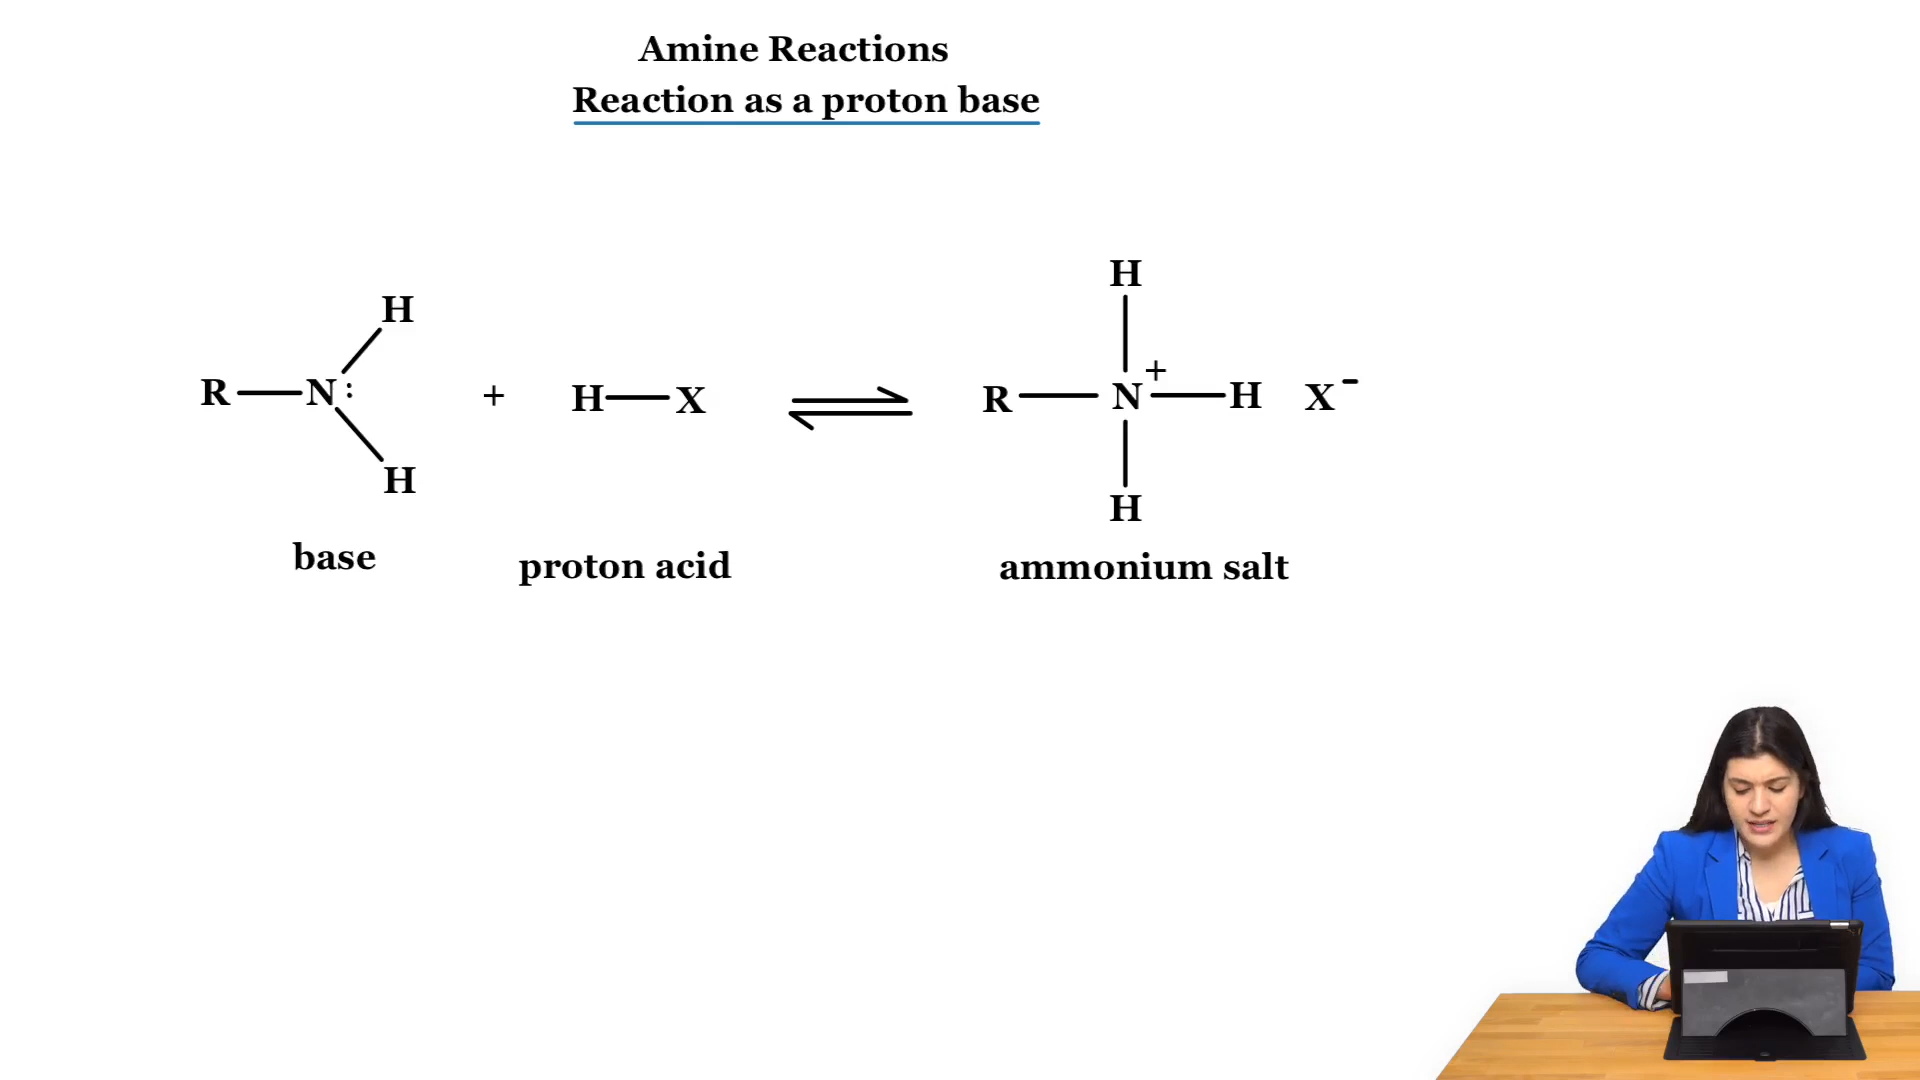 Amine Reactions
Reaction as a proton base
H
H
R—N:
+
H—X
⇌
R—N⁺—H X⁻
H
H
base
proton acid
ammonium salt